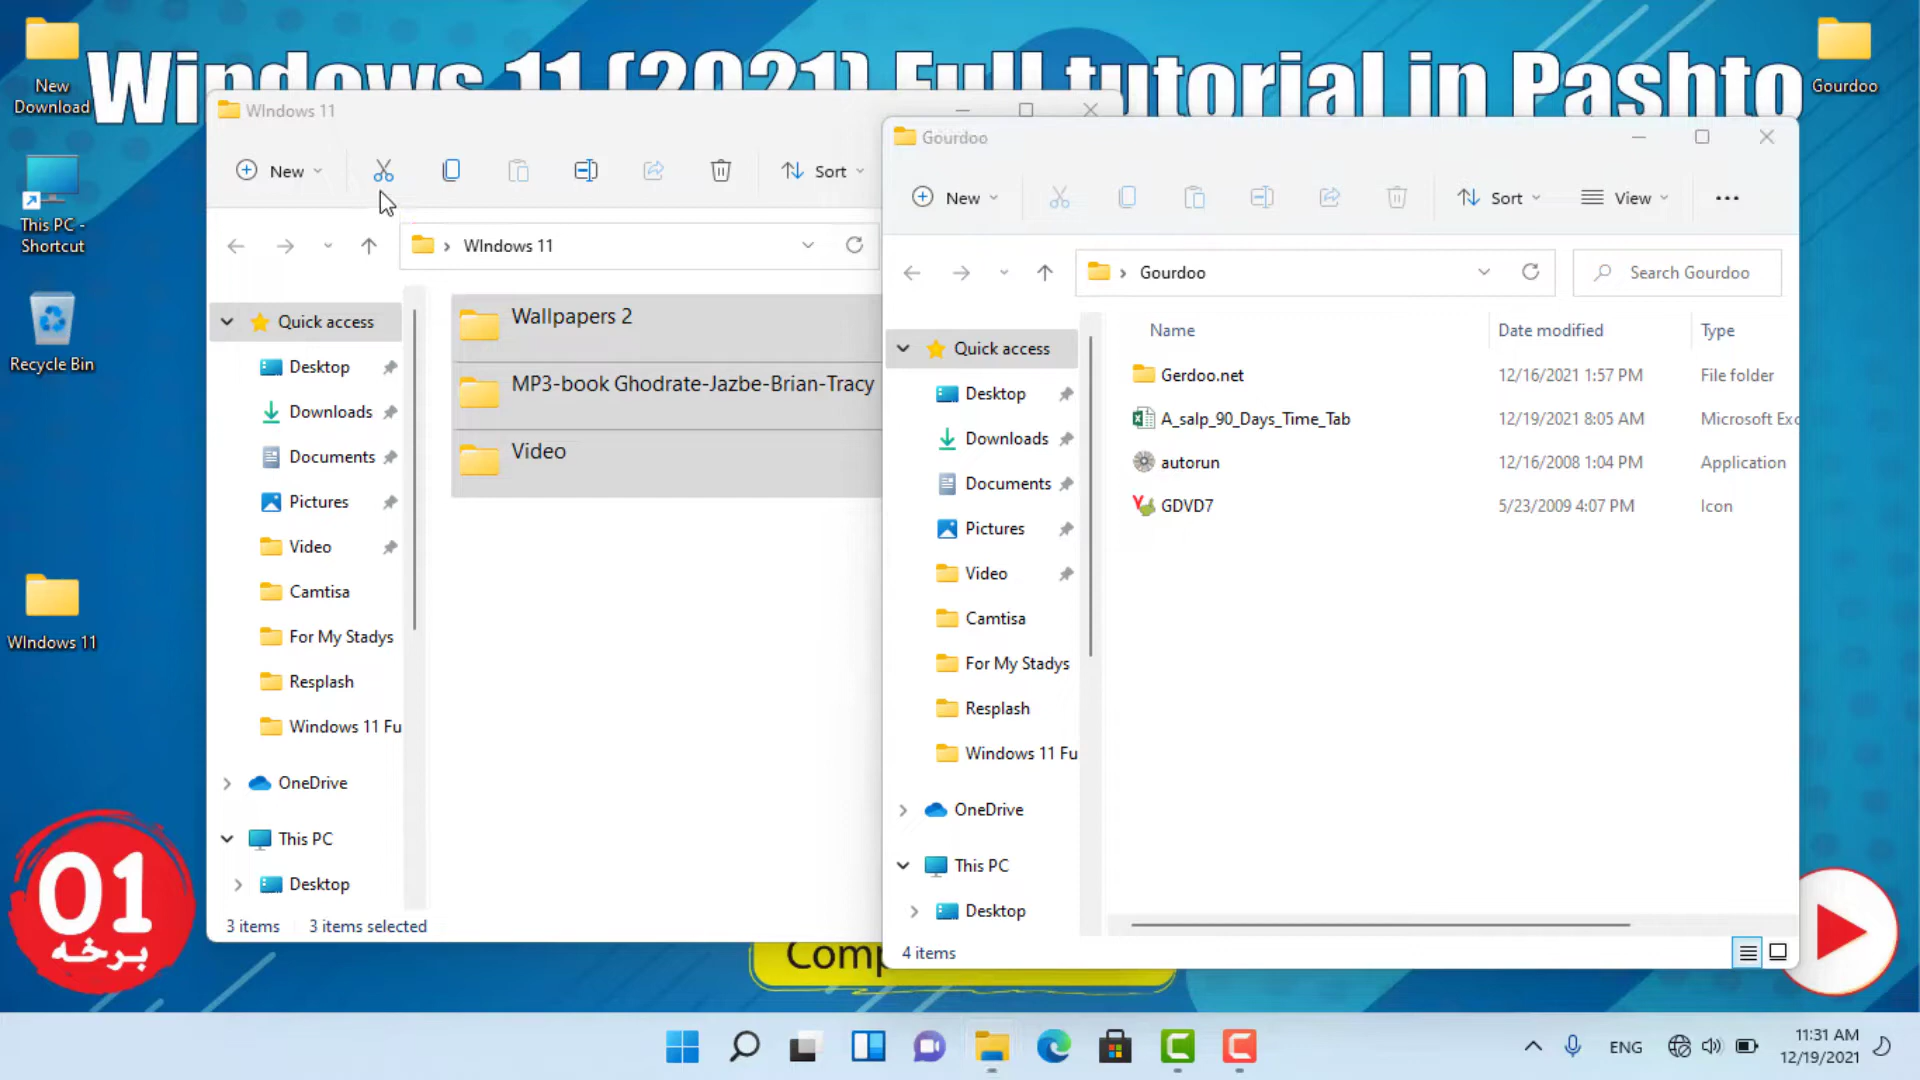 Windows 11 (2021) Full tutorial in Pashto
New
Download
This PC -
Shortcut
Recycle Bin
WIndows 11
Gourdoo
WIndows 11
New
Sort
WIndows 11
Quick access
Desktop
Downloads
Documents
Pictures
Video
Camtisa
For My Stadys
Resplash
Windows 11 Fu
OneDrive
This PC
Desktop
Wallpapers 2
MP3-book Ghodrate-Jazbe-Brian-Tracy
Video
3 items 3 items selected
Gourdoo
New
Sort
View
Gourdoo
Search Gourdoo
Quick access
Desktop
Downloads
Documents
Pictures
Video
Camtisa
For My Stadys
Resplash
Windows 11 Fu
OneDrive
This PC
Desktop
Name Date modified Type
Gerdoo.net 12/16/2021 1:57 PM File folder
A_salp_90_Days_Time_Tab 12/19/2021 8:05 AM Microsoft Exc
autorun 12/16/2008 1:04 PM Application
GDVD7 5/23/2009 4:07 PM Icon
4 items
01
برخه
Comp
ENG
11:31 AM
12/19/2021